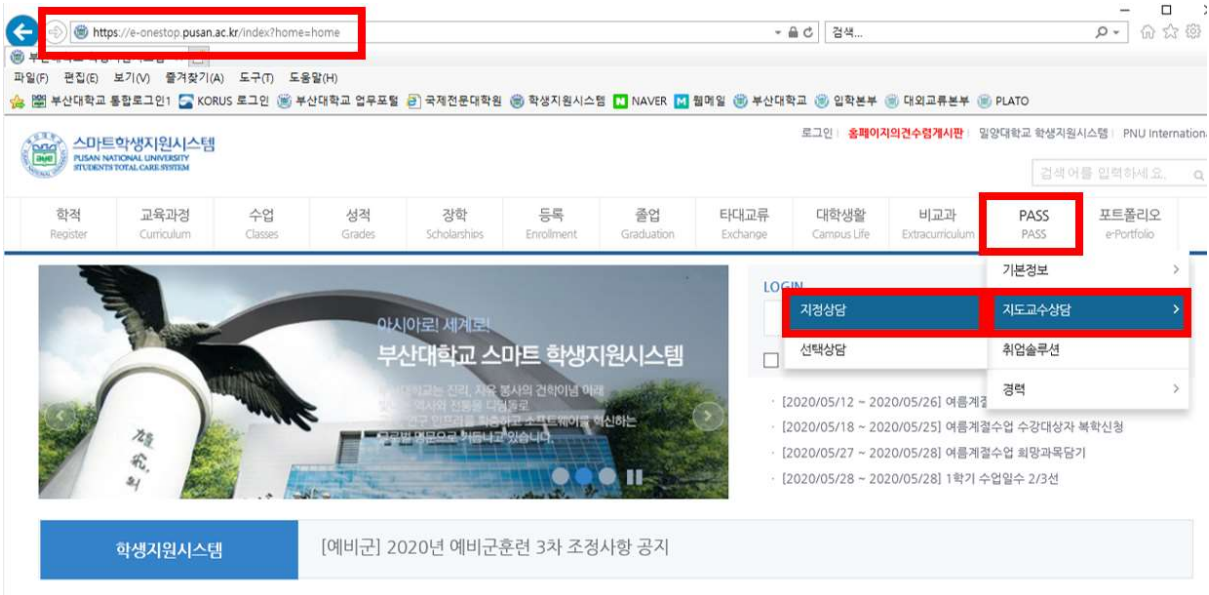 https://e-onestop.pusan.ac.kr/index?home=home
검색...
파일(F) 편집(E) 보기(V) 즐겨찾기(A) 도구(T) 도움말(H)
부산대학교 통합로그인1 KORUS 로그인 부산대학교 업무포털 국제전문대학원 학생지원시스템 NAVER 웹메일 부산대학교 입학본부 대외교류본부 PLATO
로그인 홈페이지의견수렴게시판 밀양대학교 학생지원시스템 PNU Internationa
스마트학생지원시스템
PUSAN NATIONAL UNIVERSITY
STUDENTS TOTAL CARE SYSTEM
검색어를 입력하세요.
학적 교육과정 수업 성적 장학 등록 졸업 타대교류 대학생활 비교과 PASS 포트폴리오
Register Curriculum Classes Grades Scholarships Enrolment Graduation Exchange Campus Life Extracurriculum PASS e-Portfolio
기본정보
LOGIN
지정상담 지도교수상담
선택상담 취업솔루션
경력
아시아로! 세계로!
부산대학교 스마트 학생지원시스템
[2020/05/12 ~ 2020/05/26] 여름계절
[2020/05/18 ~ 2020/05/25] 여름계절수업 수강대상자 복학신청
[2020/05/27 ~ 2020/05/28] 여름계절수업 희망과목담기
[2020/05/28 ~ 2020/05/28] 1학기 수업일수 2/3선
학생지원시스템
[예비군] 2020년 예비군훈련 3차 조정사항 공지